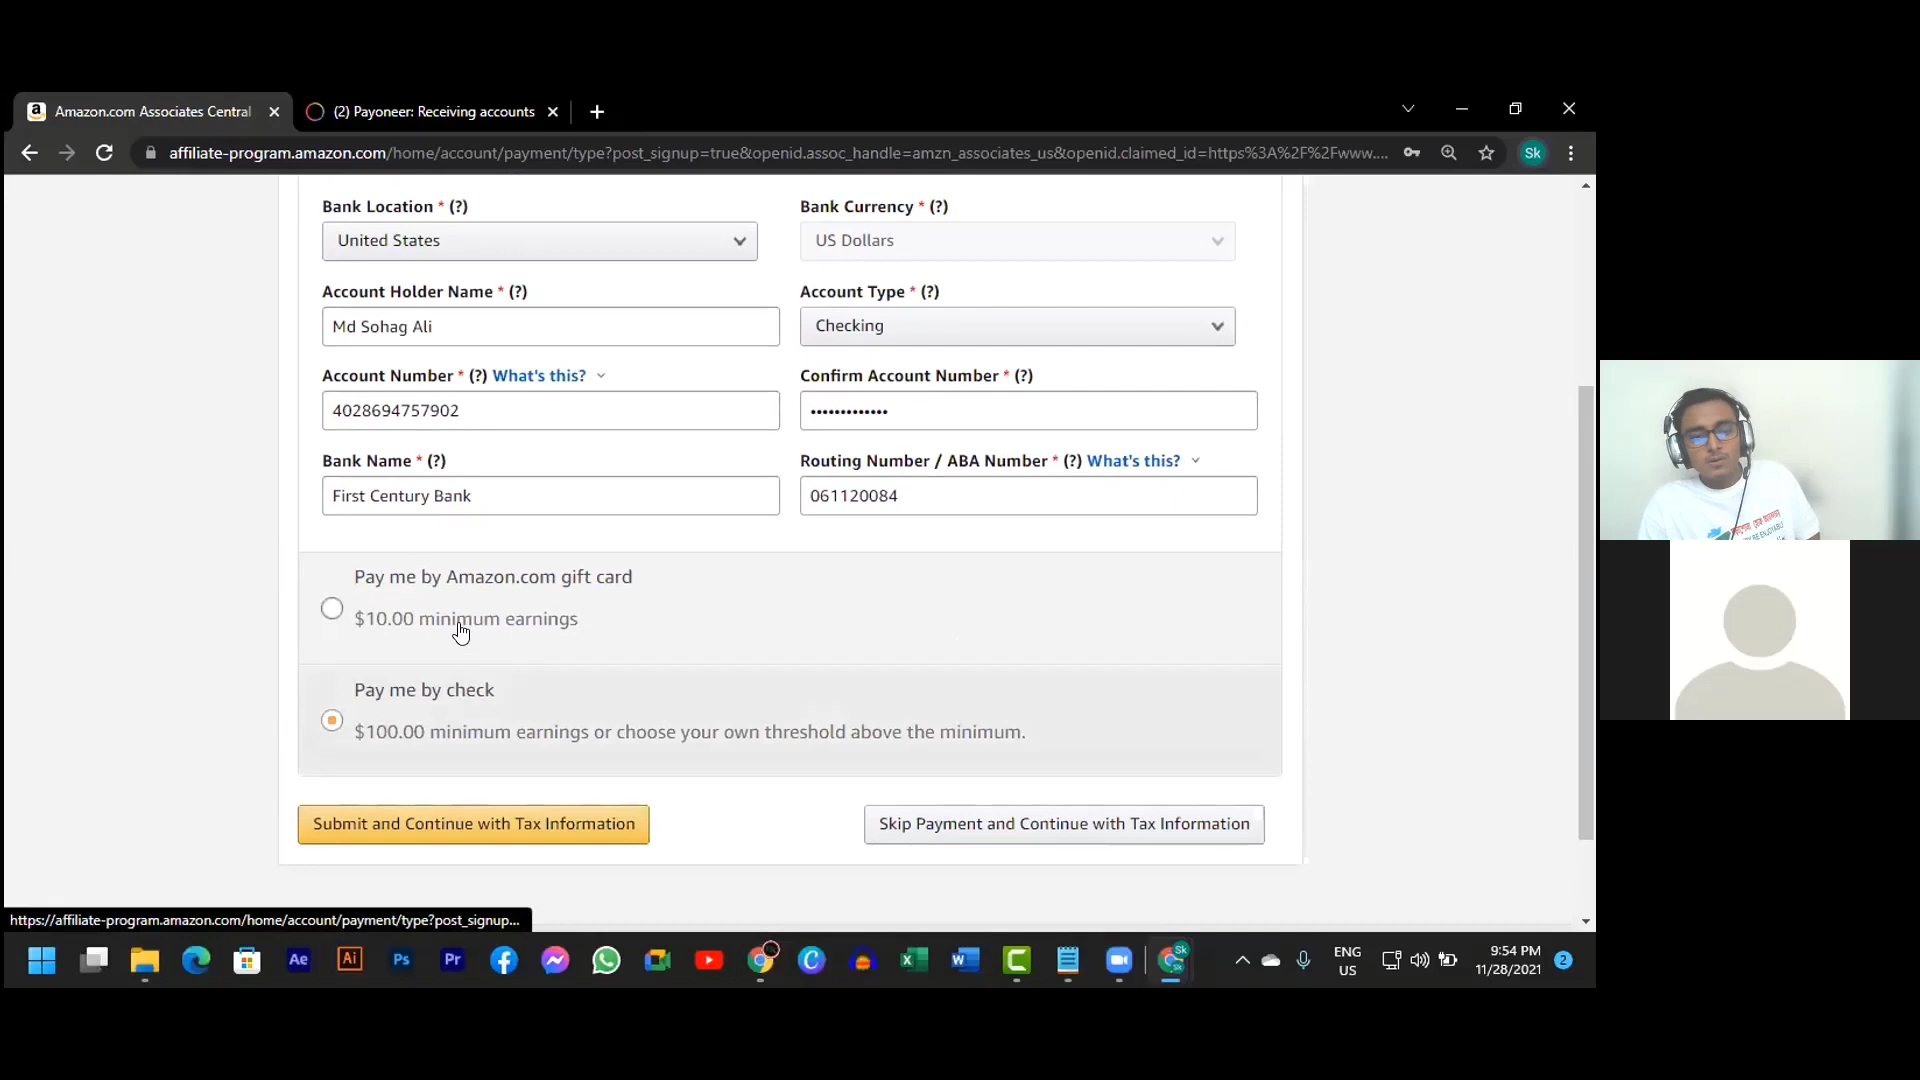 Amazon.com Associates Central
(2) Payoneer: Receiving accounts
affiliate-program.amazon.com/home/account/payment/type?post_signup=true&openid.assoc_handle=amzn_associates_us&openid.claimed_id=https%3A%2F%2Fwww....
Sk
Bank Location * (?)
Bank Currency * (?)
United States
US Dollars
Account Holder Name * (?)
Account Type * (?)
Md Sohag Ali
Checking
Account Number * (?) What's this?
Confirm Account Number * (?)
4028694757902
•••••••••••••
Bank Name * (?)
Routing Number / ABA Number * (?) What's this?
First Century Bank
061120084
Pay me by Amazon.com gift card
$10.00 minimum earnings
Pay me by check
$100.00 minimum earnings or choose your own threshold above the minimum.
Submit and Continue with Tax Information
Skip Payment and Continue with Tax Information
https://affiliate-program.amazon.com/home/account/payment/type?post_signup...
Ae
Ai
Ps
Pr
ENG
US
9:54 PM
11/28/2021
2